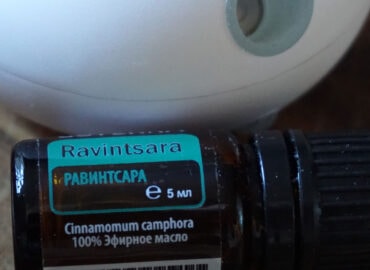 Ravintsara
РАВИНТСАРА
℮ 5 мл
Cinnamomum camphora
100% Эфирное масло